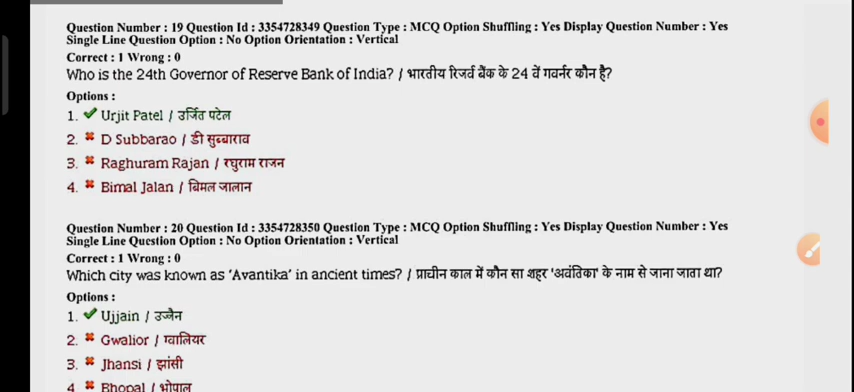 Question Number : 19 Question Id : 3354728349 Question Type : MCQ Option Shuffling : Yes Display Question Number : Yes
Single Line Question Option : No Option Orientation : Vertical
Correct : 1 Wrong : 0
Who is the 24th Governor of Reserve Bank of India? / भारतीय रिजर्व बैंक के 24 वें गवर्नर कौन है?
Options :
1. Urjit Patel / उर्जित पटेल
2. D Subbarao / डी सुब्बाराव
3. Raghuram Rajan / रघुराम राजन
4. Bimal Jalan / बिमल जालान
Question Number : 20 Question Id : 3354728350 Question Type : MCQ Option Shuffling : Yes Display Question Number : Yes
Single Line Question Option : No Option Orientation : Vertical
Correct : 1 Wrong : 0
Which city was known as ‘Avantika’ in ancient times? / प्राचीन काल में कौन सा शहर 'अवंतिका' के नाम से जाना जाता था?
Options :
1. Ujjain / उज्जैन
2. Gwalior / ग्वालियर
3. Jhansi / झांसी
4. Bhopal / भोपाल